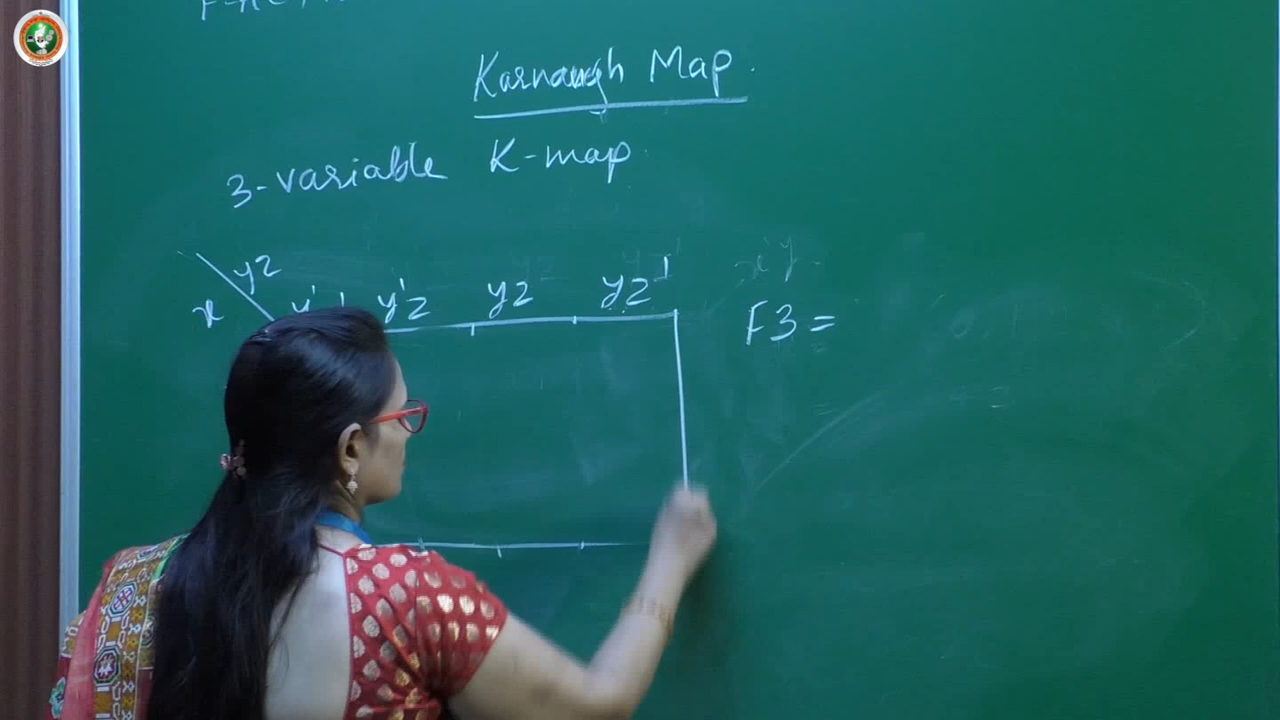 Karnaugh Map.
3-variable K-map
yz
x y'z yz yz'
F3 =